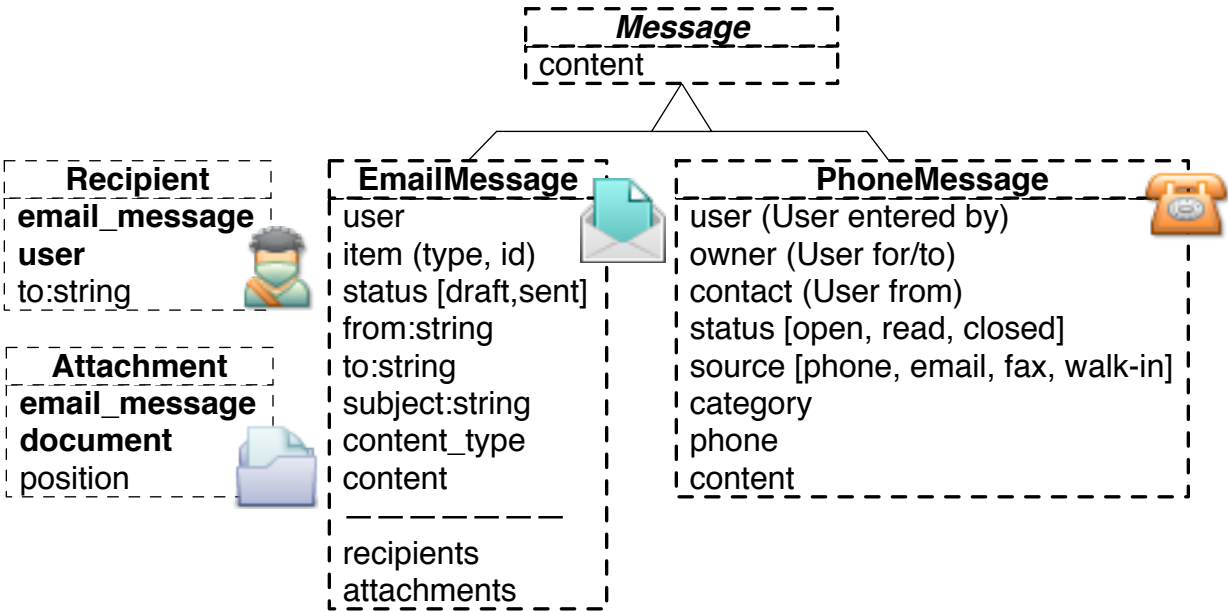 Message
content
Recipient
email_message
user
to:string
Attachment
email_message
document
position
EmailMessage
user
item (type, id)
status [draft,sent]
from:string
to:string
subject:string
content_type
content
recipients
attachments
PhoneMessage
user (User entered by)
owner (User for/to)
contact (User from)
status [open, read, closed]
source [phone, email, fax, walk-in]
category
phone
content